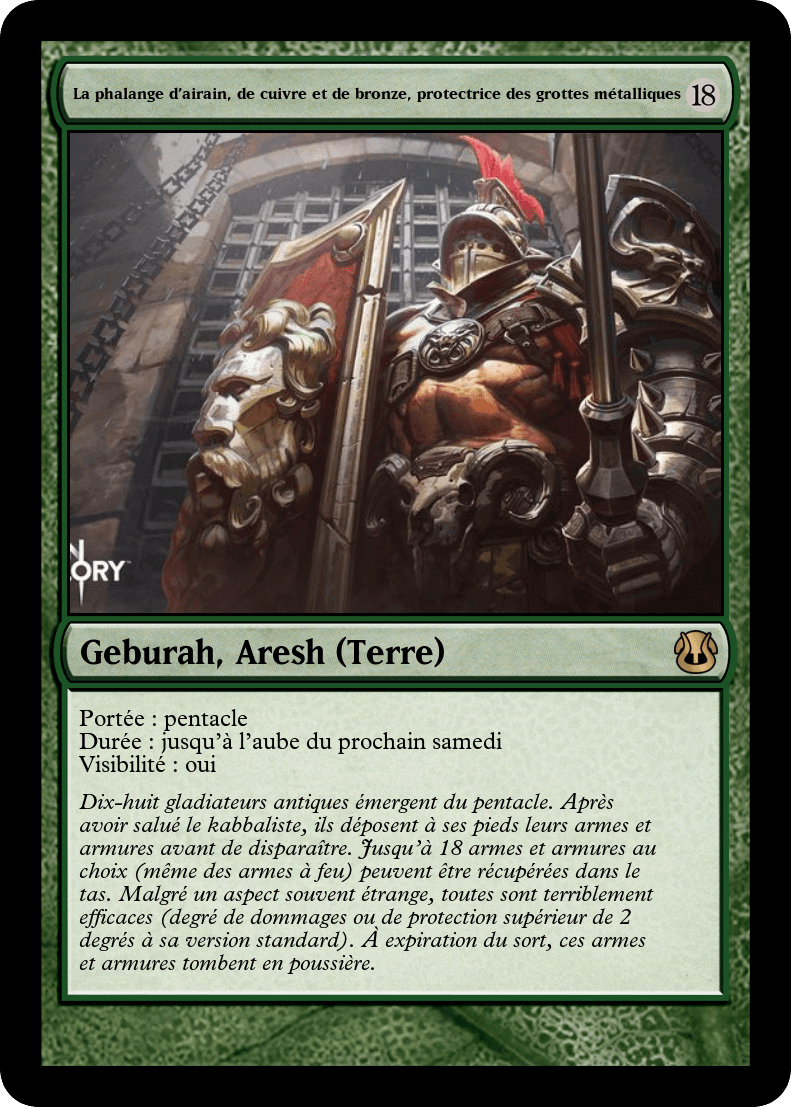 La phalange d'airain, de cuivre et de bronze, protectrice des grottes métalliques 18
N
ORY™
Geburah, Aresh (Terre)
Portée : pentacle
Durée : jusqu'à l'aube du prochain samedi
Visibilité : oui
Dix-huit gladiateurs antiques émergent du pentacle. Après
avoir salué le kabbaliste, ils déposent à ses pieds leurs armes et
armures avant de disparaître. Jusqu'à 18 armes et armures au
choix (même des armes à feu) peuvent être récupérées dans le
tas. Malgré un aspect souvent étrange, toutes sont terriblement
efficaces (degré de dommages ou de protection supérieur de 2
degrés à sa version standard). À expiration du sort, ces armes
et armures tombent en poussière.